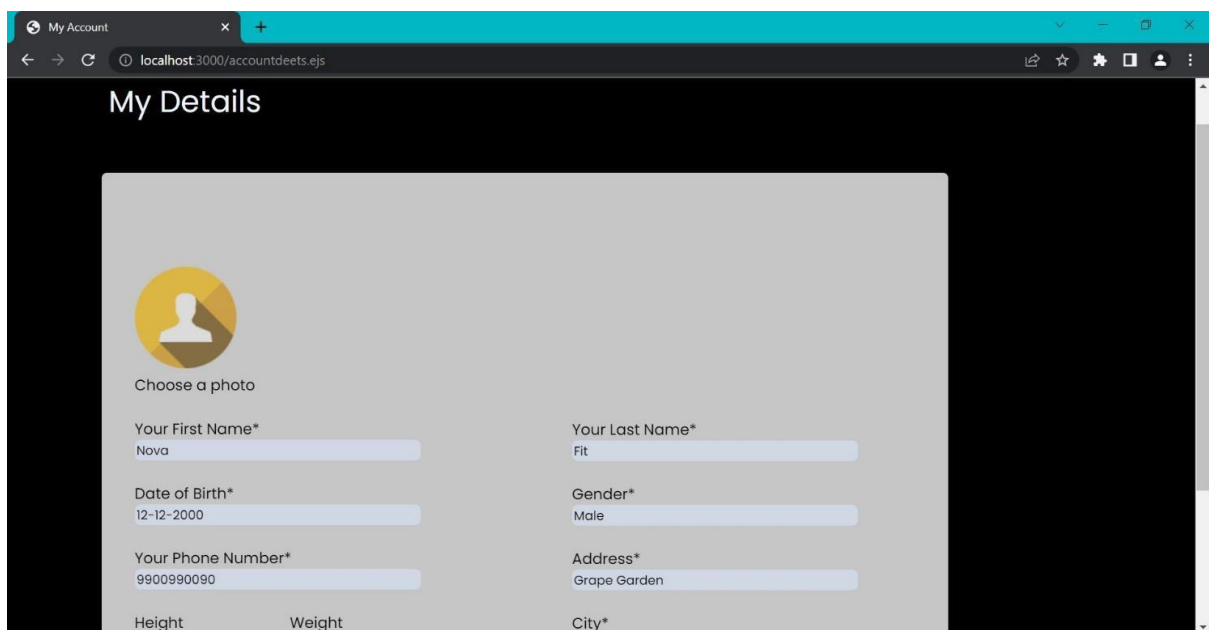 My Account
localhost:3000/accountdeets.ejs
My Details
Choose a photo
Your First Name*
Your Last Name*
Nova
Fit
Date of Birth*
Gender*
12-12-2000
Male
Your Phone Number*
Address*
9900990090
Grape Garden
Height
Weight
City*